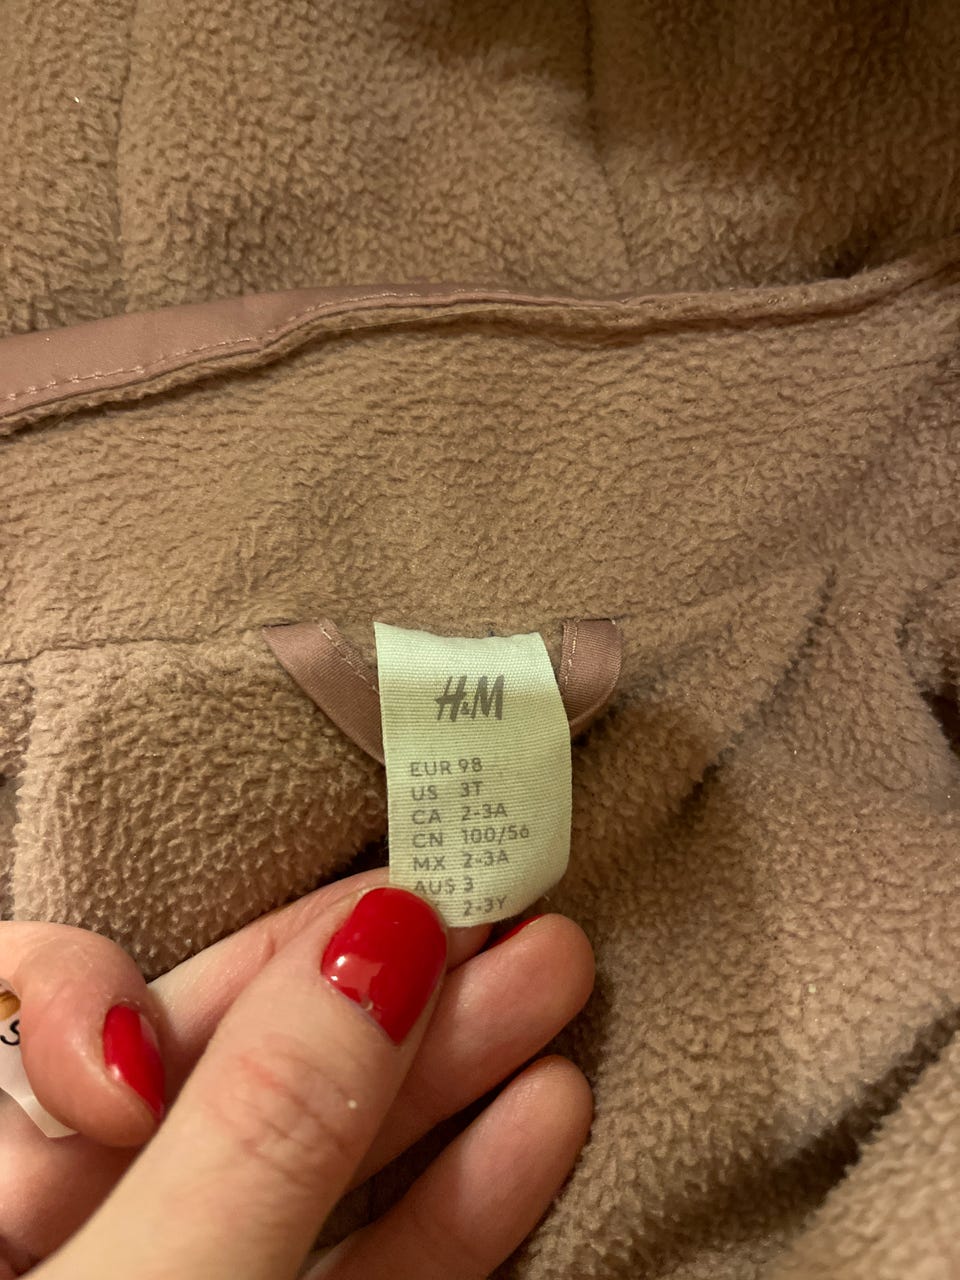 H&M
EUR 98
US 3T
CA 2-3A
CN 100/56
MX 2-3A
AUS 3
2-3Y
S